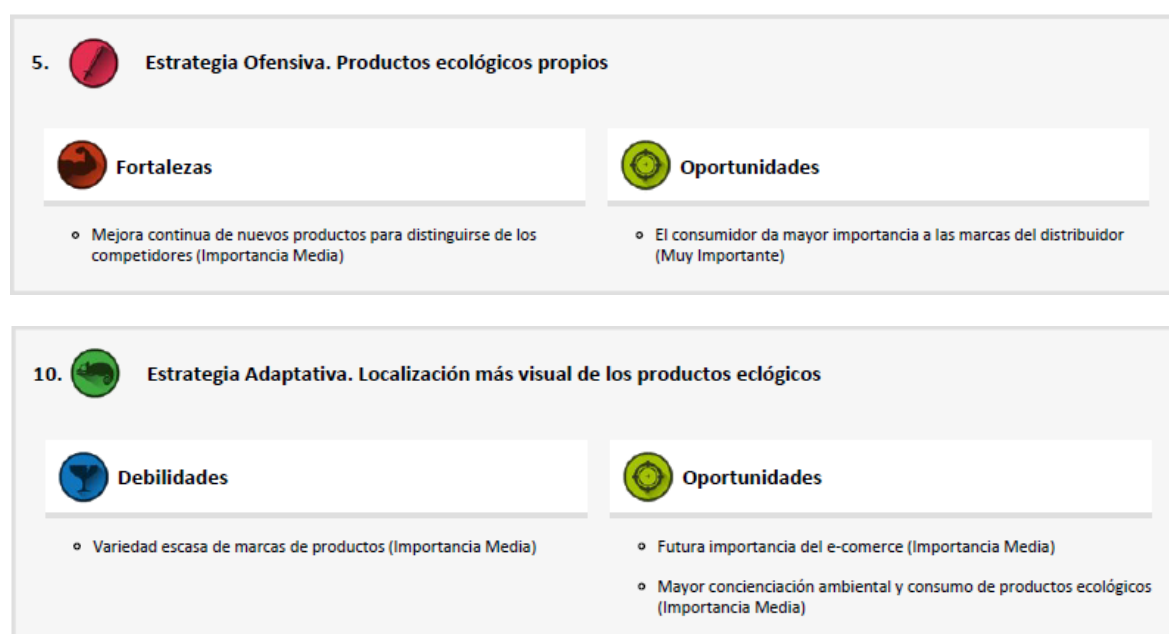 5. Estrategia Ofensiva. Productos ecológicos propios
Fortalezas
Oportunidades
Mejora continua de nuevos productos para distinguirse de los
competidores (Importancia Media)
El consumidor da mayor importancia a las marcas del distribuidor
(Muy Importante)
10. Estrategia Adaptativa. Localización más visual de los productos eclógicos
Debilidades
Oportunidades
Variedad escasa de marcas de productos (Importancia Media)
Futura importancia del e-comerce (Importancia Media)
Mayor concienciación ambiental y consumo de productos ecológicos
(Importancia Media)